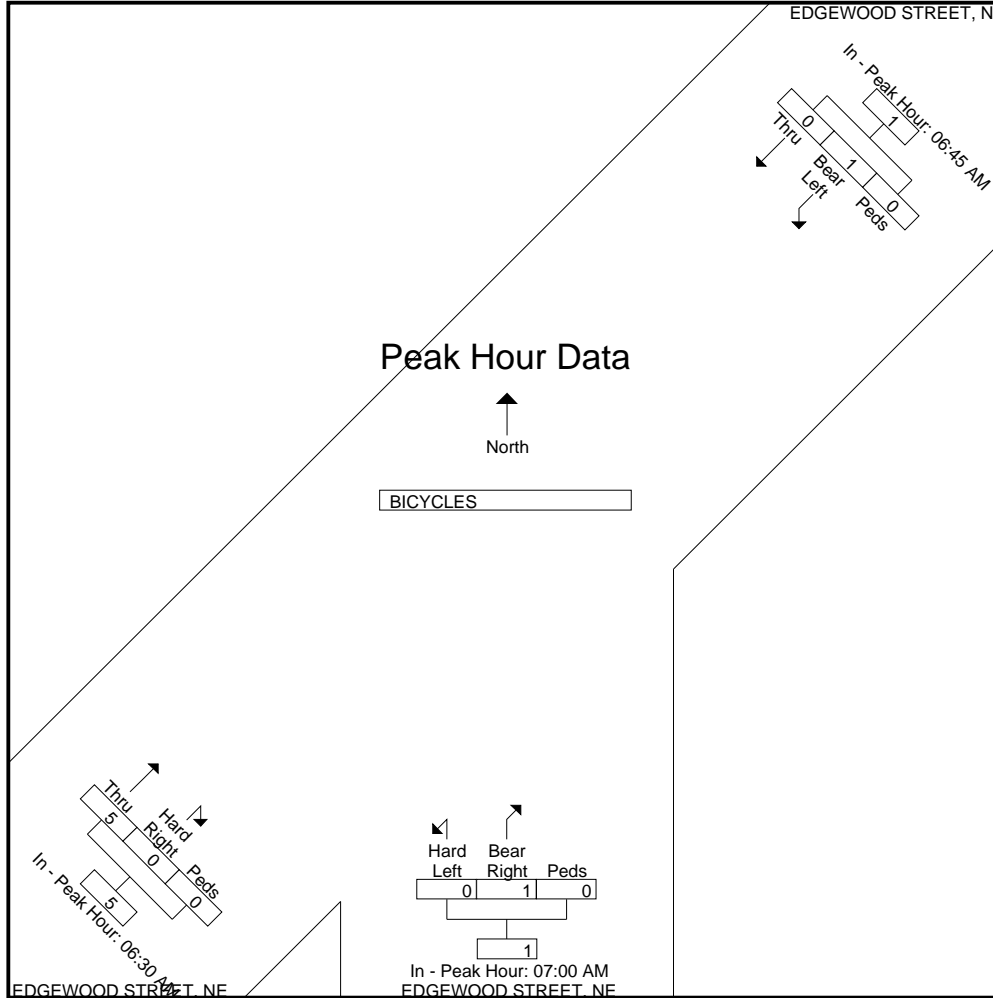 EDGEWOOD STREET, N
In - Peak Hour: 06:45 AM
1
0
1
0
Thru
Bear
Left
Peds
Peak Hour Data
North
BICYCLES
Thru
Hard
Right
Peds
5
0
0
5
In - Peak Hour: 06:30 AM
EDGEWOOD STREET, NE
Hard
Left
Bear
Right
Peds
0
1
0
1
In - Peak Hour: 07:00 AM
EDGEWOOD STREET, NE